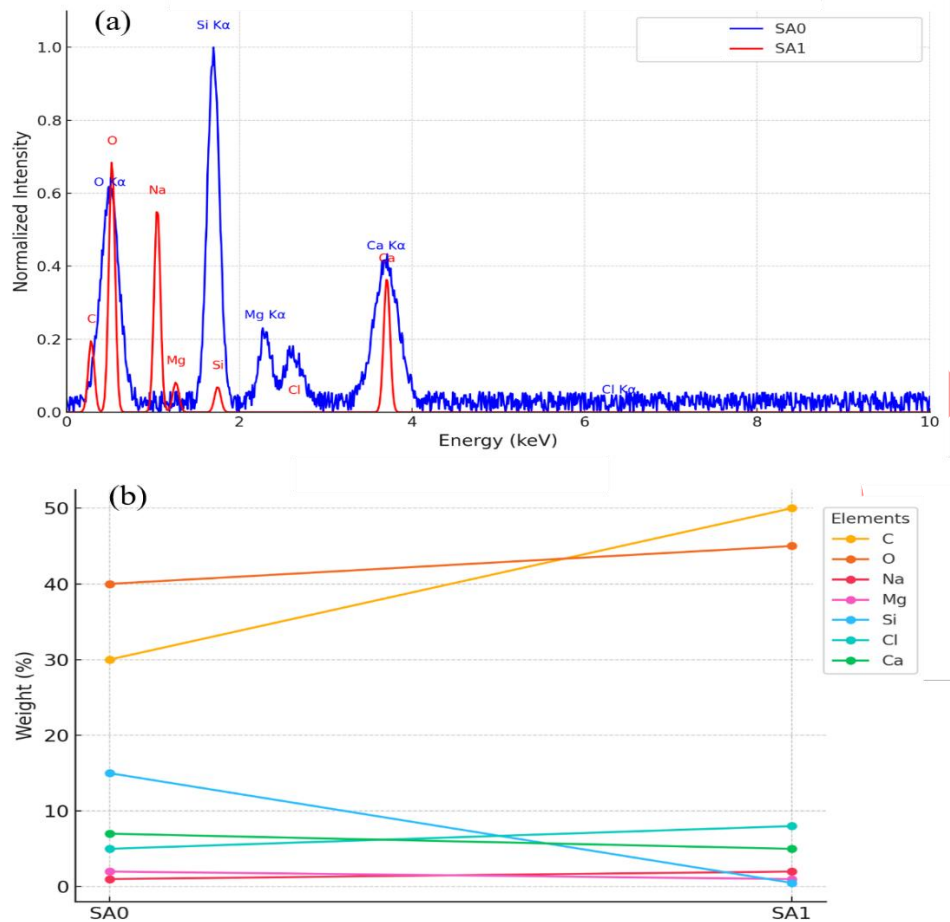 (a)
Si Kα
SA0
SA1
1.0
0.8
O
Normalized Intensity
0.6
O Kα
Na
0.4
Ca Kα
Ca
C
Mg Kα
0.2
Mg
Si
Cl
Cl Kα
0.0
0
2
4
6
8
10
Energy (keV)
(b)
50
40
30
20
10
0
Weight (%)
SA0
SA1
Elements
C
O
Na
Mg
Si
Cl
Ca